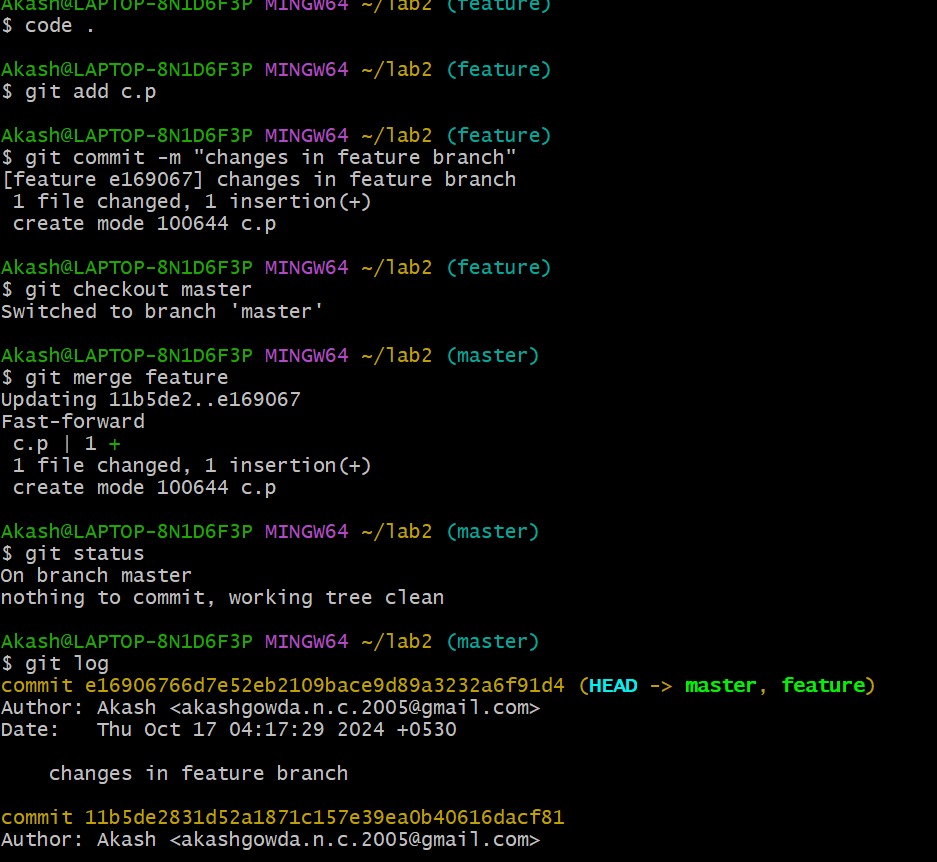 Akash@LAPTOP-8N1D6F3P MINGW64 ~/lab2 (feature)
$ code .
Akash@LAPTOP-8N1D6F3P MINGW64 ~/lab2 (feature)
$ git add c.p
Akash@LAPTOP-8N1D6F3P MINGW64 ~/lab2 (feature)
$ git commit -m "changes in feature branch"
[feature e169067] changes in feature branch
 1 file changed, 1 insertion(+)
 create mode 100644 c.p
Akash@LAPTOP-8N1D6F3P MINGW64 ~/lab2 (feature)
$ git checkout master
Switched to branch 'master'
Akash@LAPTOP-8N1D6F3P MINGW64 ~/lab2 (master)
$ git merge feature
Updating 11b5de2..e169067
Fast-forward
 c.p | 1 +
 1 file changed, 1 insertion(+)
 create mode 100644 c.p
Akash@LAPTOP-8N1D6F3P MINGW64 ~/lab2 (master)
$ git status
On branch master
nothing to commit, working tree clean
Akash@LAPTOP-8N1D6F3P MINGW64 ~/lab2 (master)
$ git log
commit e16906766d7e52eb2109bace9d89a3232a6f91d4 (HEAD -> master, feature)
Author: Akash <akashgowda.n.c.2005@gmail.com>
Date:   Thu Oct 17 04:17:29 2024 +0530
    changes in feature branch
commit 11b5de2831d52a1871c157e39ea0b40616dacf81
Author: Akash <akashgowda.n.c.2005@gmail.com>